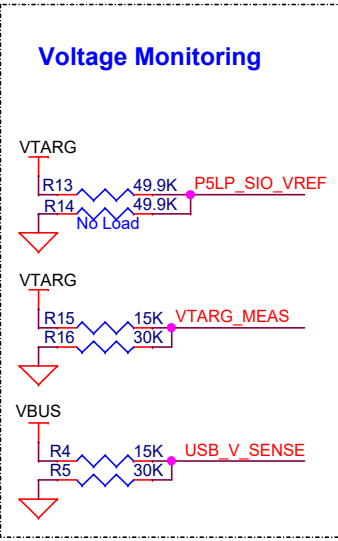 Voltage Monitoring
VTARG
R13 49.9K P5LP_SIO_VREF
R14 49.9K
No Load
VTARG
R15 15K VTARG_MEAS
R16 30K
VBUS
R4 15K USB_V_SENSE
R5 30K